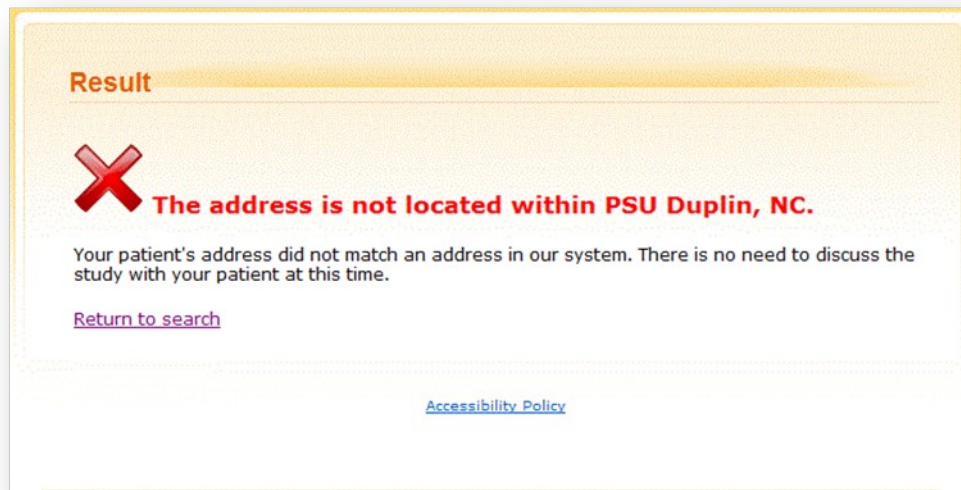 Result
The address is not located within PSU Duplin, NC.
Your patient's address did not match an address in our system. There is no need to discuss the
study with your patient at this time.
Return to search
Accessibility Policy